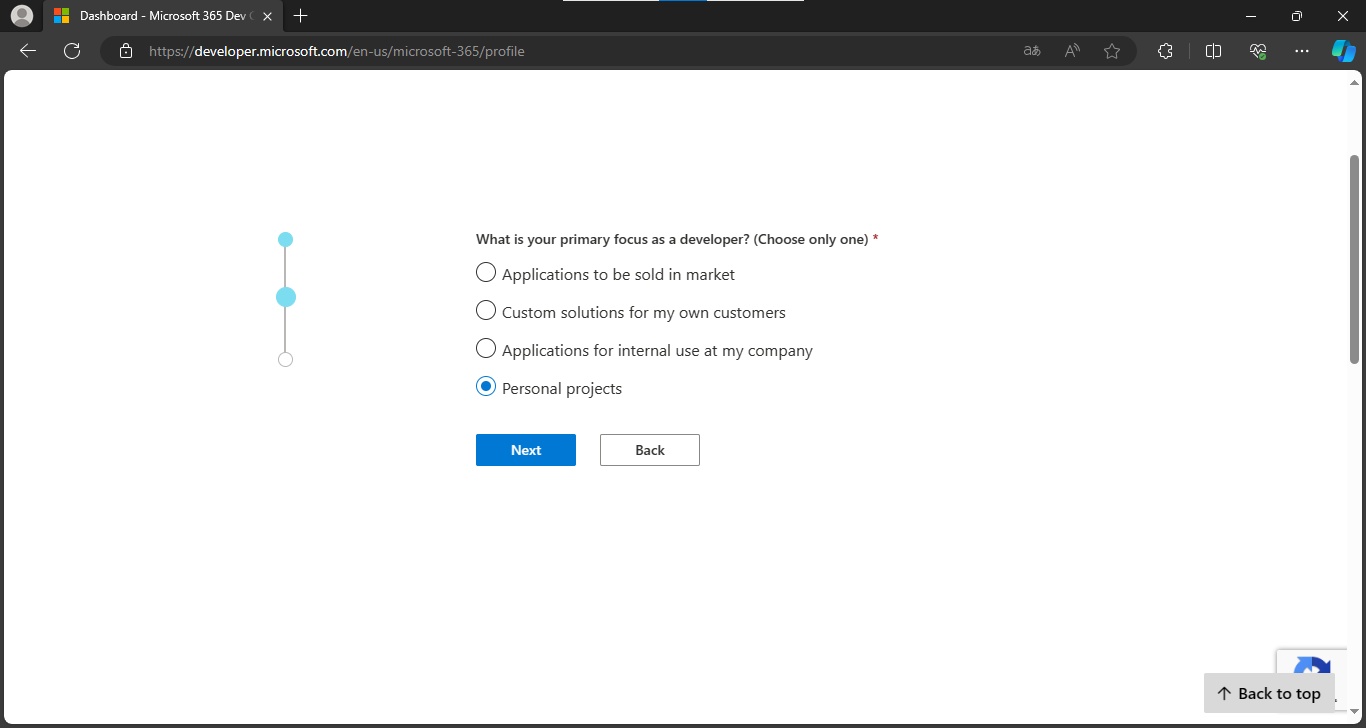 Dashboard - Microsoft 365 Dev
https://developer.microsoft.com/en-us/microsoft-365/profile
What is your primary focus as a developer? (Choose only one) *
Applications to be sold in market
Custom solutions for my own customers
Applications for internal use at my company
Personal projects
Next
Back
↑ Back to top